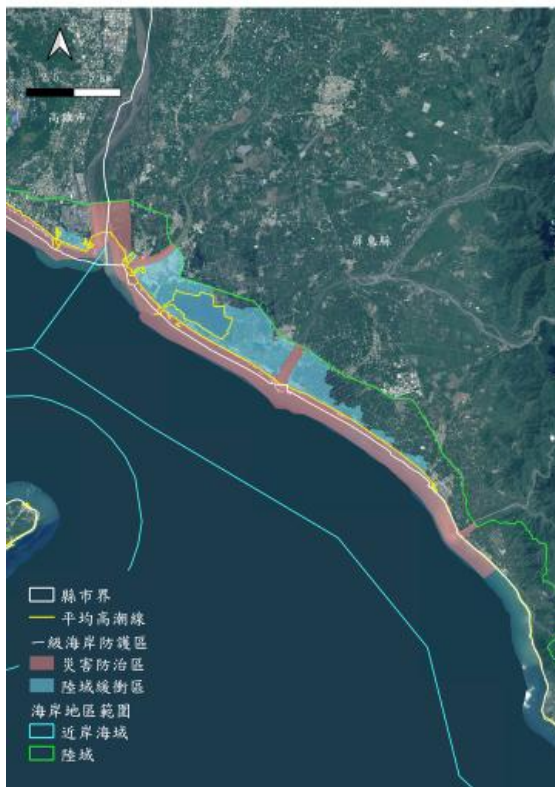 高雄市
屏東縣
縣市界
平均高潮線
一級海岸防護區
災害防治區
陸域緩衝區
海岸地區範圍
近岸海域
陸域